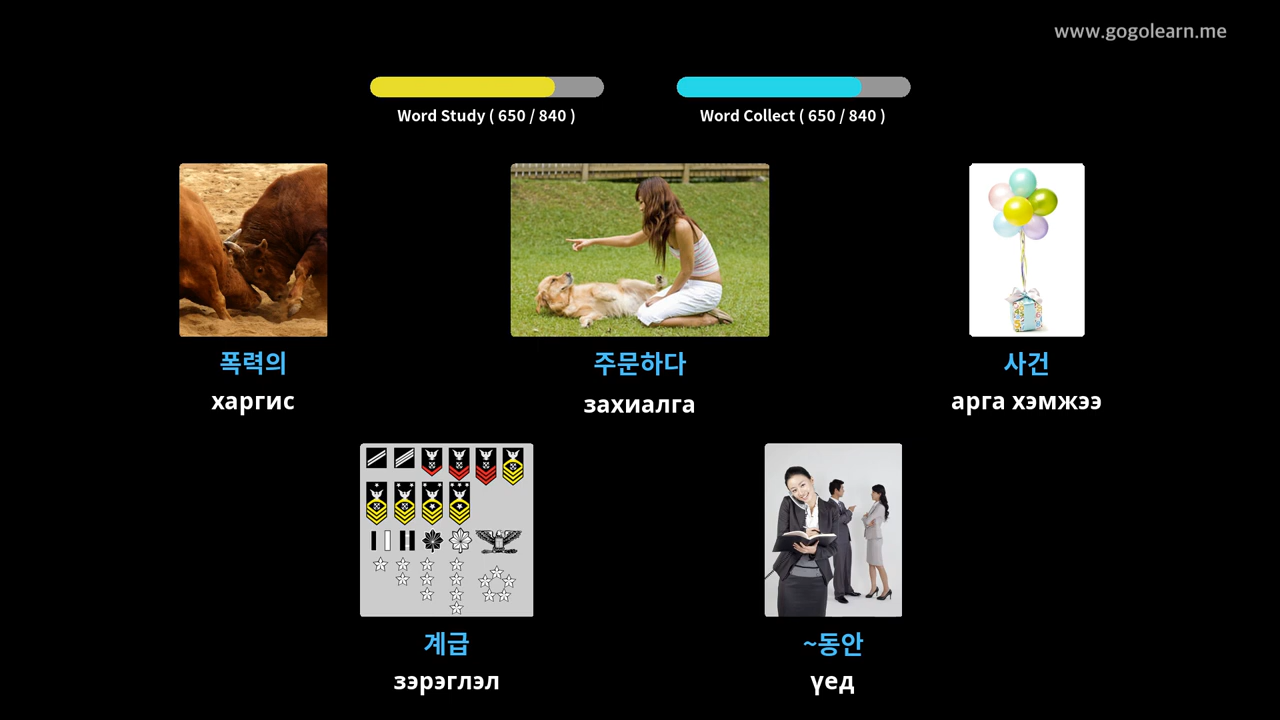 www.gogolearn.me
Word Study ( 650 / 840 )
Word Collect ( 650 / 840 )
폭력의
харгис
주문하다
захиалга
사건
арга хэмжээ
계급
зэрэглэл
~동안
үед